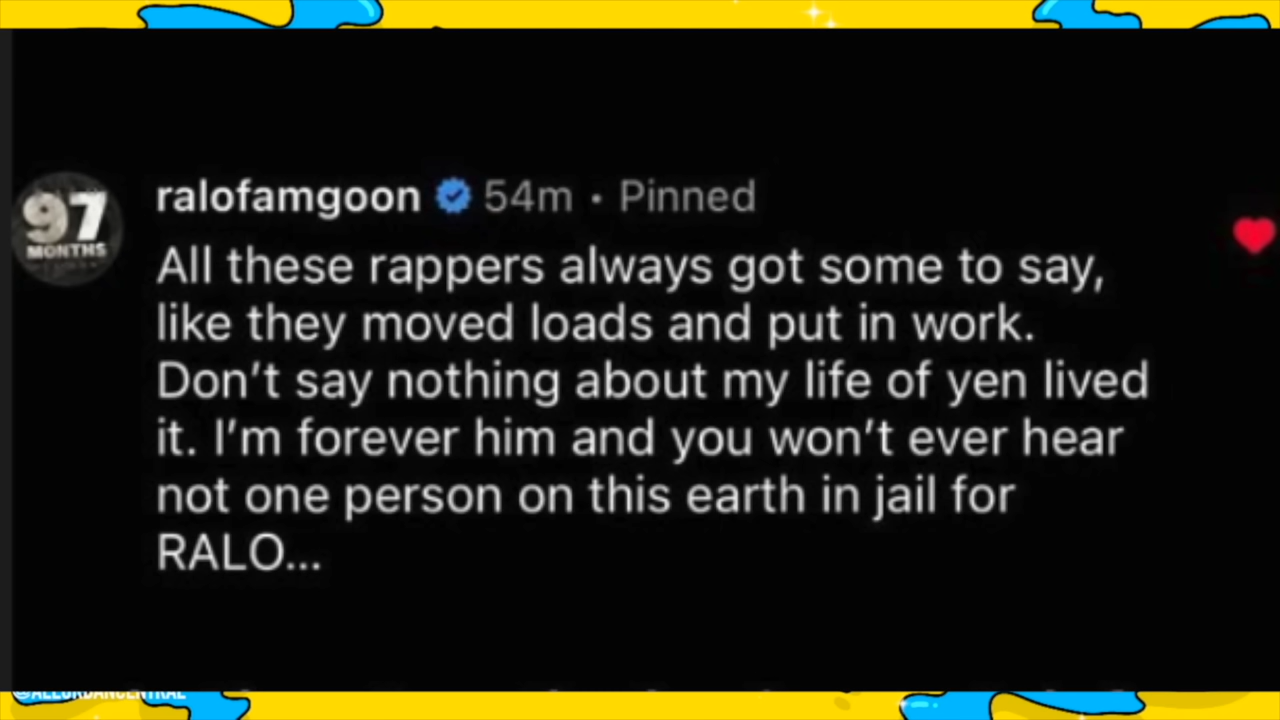 97
MONTHS
ralofamgoon 54m • Pinned
All these rappers always got some to say,
like they moved loads and put in work.
Don’t say nothing about my life of yen lived
it. I’m forever him and you won’t ever hear
not one person on this earth in jail for
RALO...